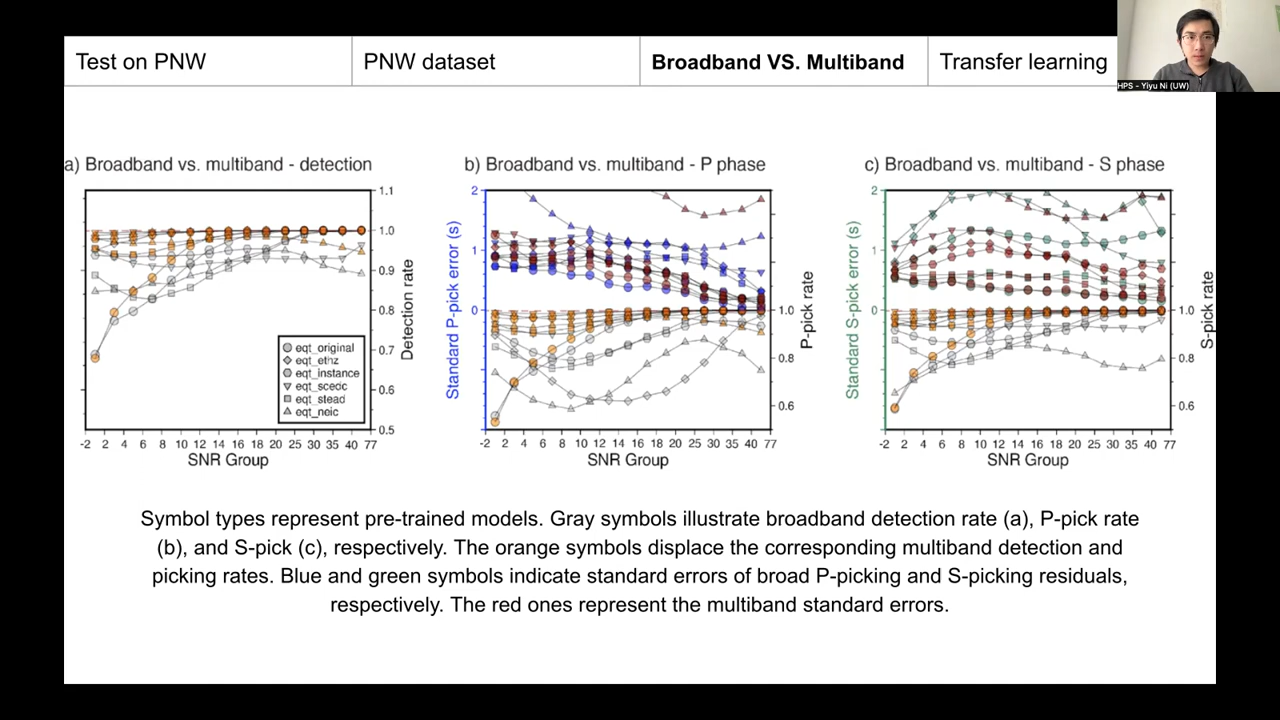 Test on PNW
PNW dataset
Broadband VS. Multiband
Transfer learning
HPS - Yiyu Ni (UW)
a) Broadband vs. multiband - detection
1.1
1.0
0.9
0.8
0.7
0.6
0.5
Detection rate
eqt_original
eqt_ethz
eqt_instance
eqt_scedc
eqt_stead
eqt_neic
-2 2 4 6 8 10 12 14 16 18 20 25 30 35 40 77
SNR Group
b) Broadband vs. multiband - P phase
2
1
0
Standard P-pick error (s)
1.0
0.8
0.6
P-pick rate
-2 2 4 6 8 10 12 14 16 18 20 25 30 35 40 77
SNR Group
c) Broadband vs. multiband - S phase
2
1
0
Standard S-pick error (s)
1.0
0.8
0.6
S-pick rate
-2 2 4 6 8 10 12 14 16 18 20 25 30 35 40 77
SNR Group
Symbol types represent pre-trained models. Gray symbols illustrate broadband detection rate (a), P-pick rate
(b), and S-pick (c), respectively. The orange symbols displace the corresponding multiband detection and
picking rates. Blue and green symbols indicate standard errors of broad P-picking and S-picking residuals,
respectively. The red ones represent the multiband standard errors.